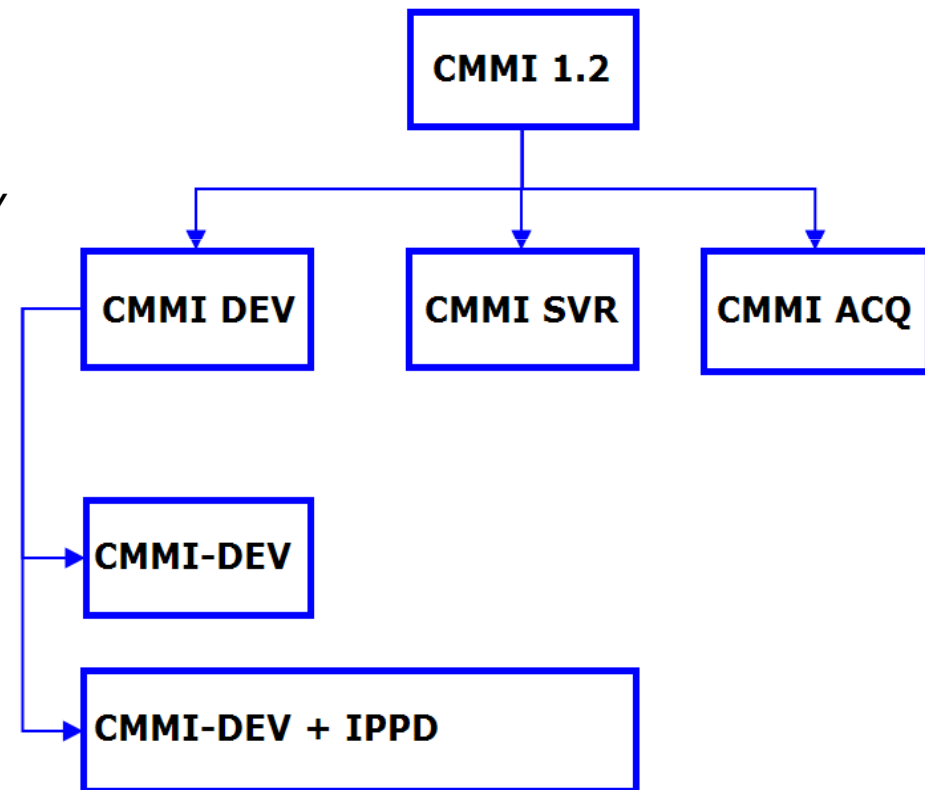 CMMI 1.2
CMMI DEV
CMMI SVR
CMMI ACQ
CMMI-DEV
CMMI-DEV + IPPD